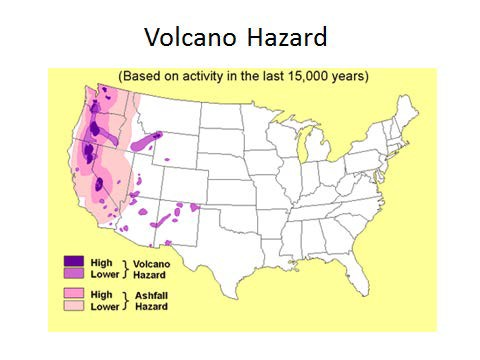 Volcano Hazard
(Based on activity in the last 15,000 years)
High
Lower } Volcano Hazard
High
Lower } Ashfall Hazard